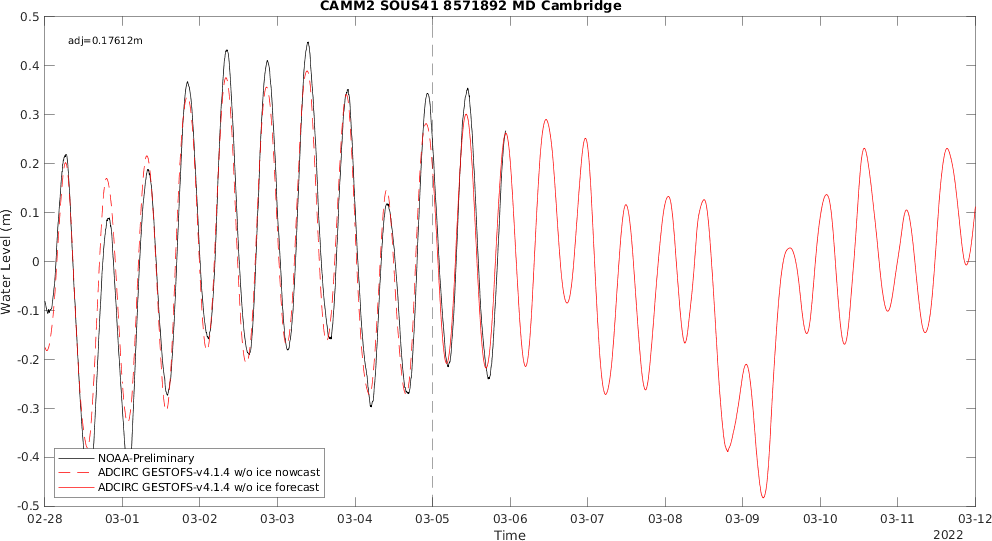 CAMM2 SOUS41 8571892 MD Cambridge
adj=0.17612m
0.5
0.4
0.3
0.2
0.1
0
-0.1
-0.2
-0.3
-0.4
-0.5
Water Level (m)
NOAA-Preliminary
ADCIRC GESTOFS-v4.1.4 w/o ice nowcast
ADCIRC GESTOFS-v4.1.4 w/o ice forecast
02-28 03-01 03-02 03-03 03-04 03-05 03-06 03-07 03-08 03-09 03-10 03-11 03-12
Time
2022